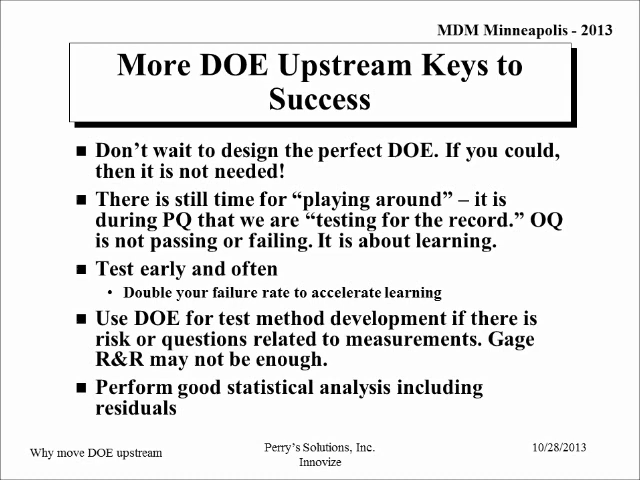 MDM Minneapolis - 2013
More DOE Upstream Keys to
Success
Don’t wait to design the perfect DOE. If you could,
then it is not needed!
There is still time for “playing around” – it is
during PQ that we are “testing for the record.” OQ
is not passing or failing. It is about learning.
Test early and often
• Double your failure rate to accelerate learning
Use DOE for test method development if there is
risk or questions related to measurements. Gage
R&R may not be enough.
Perform good statistical analysis including
residuals
Why move DOE upstream
Perry’s Solutions, Inc.
Innovize
10/28/2013